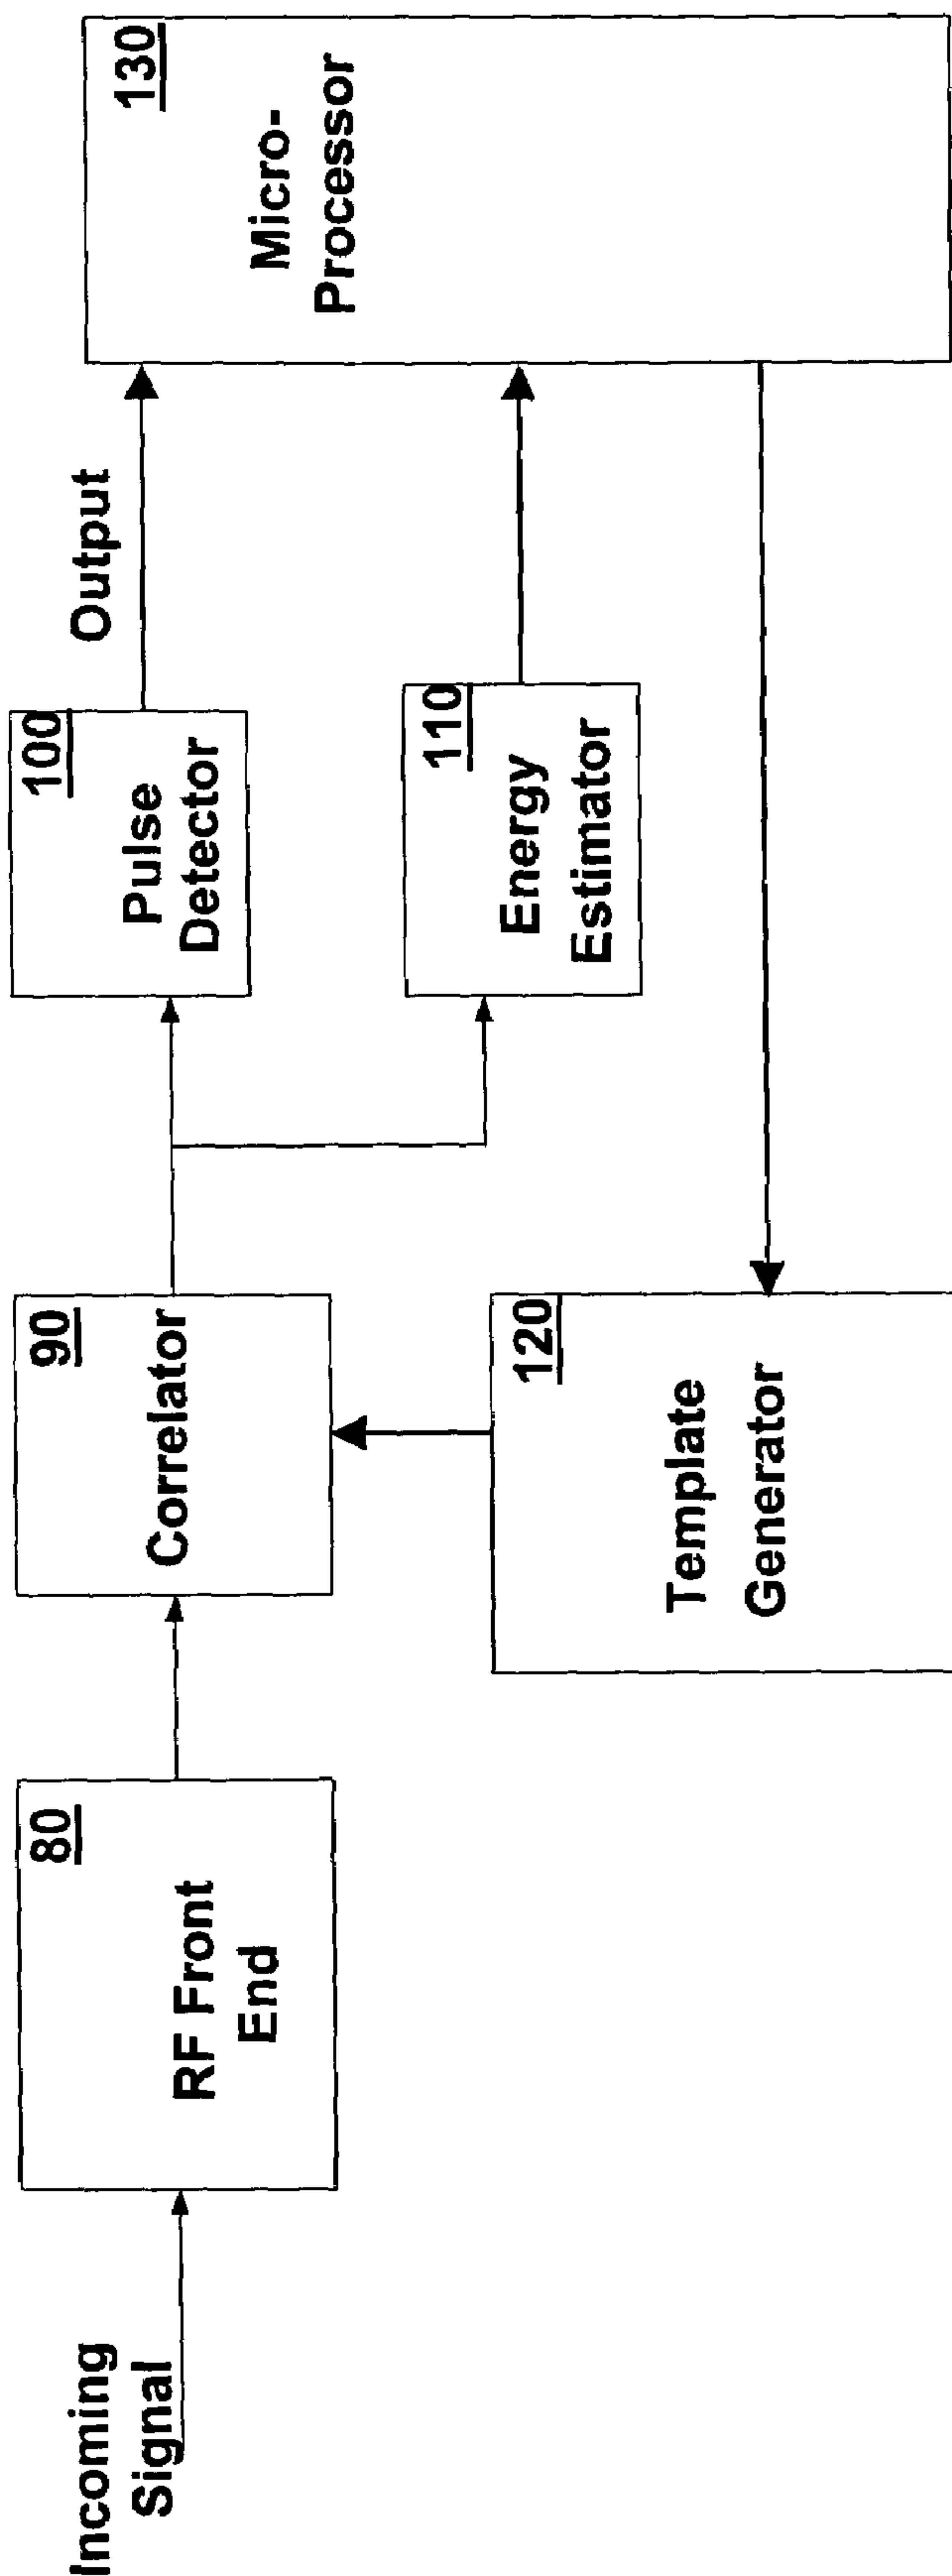 Incoming
Signal
80
RF Front
End
90
Correlator
100
Pulse
Detector
Output
110
Energy
Estimator
120
Template
Generator
130
Micro-
Processor